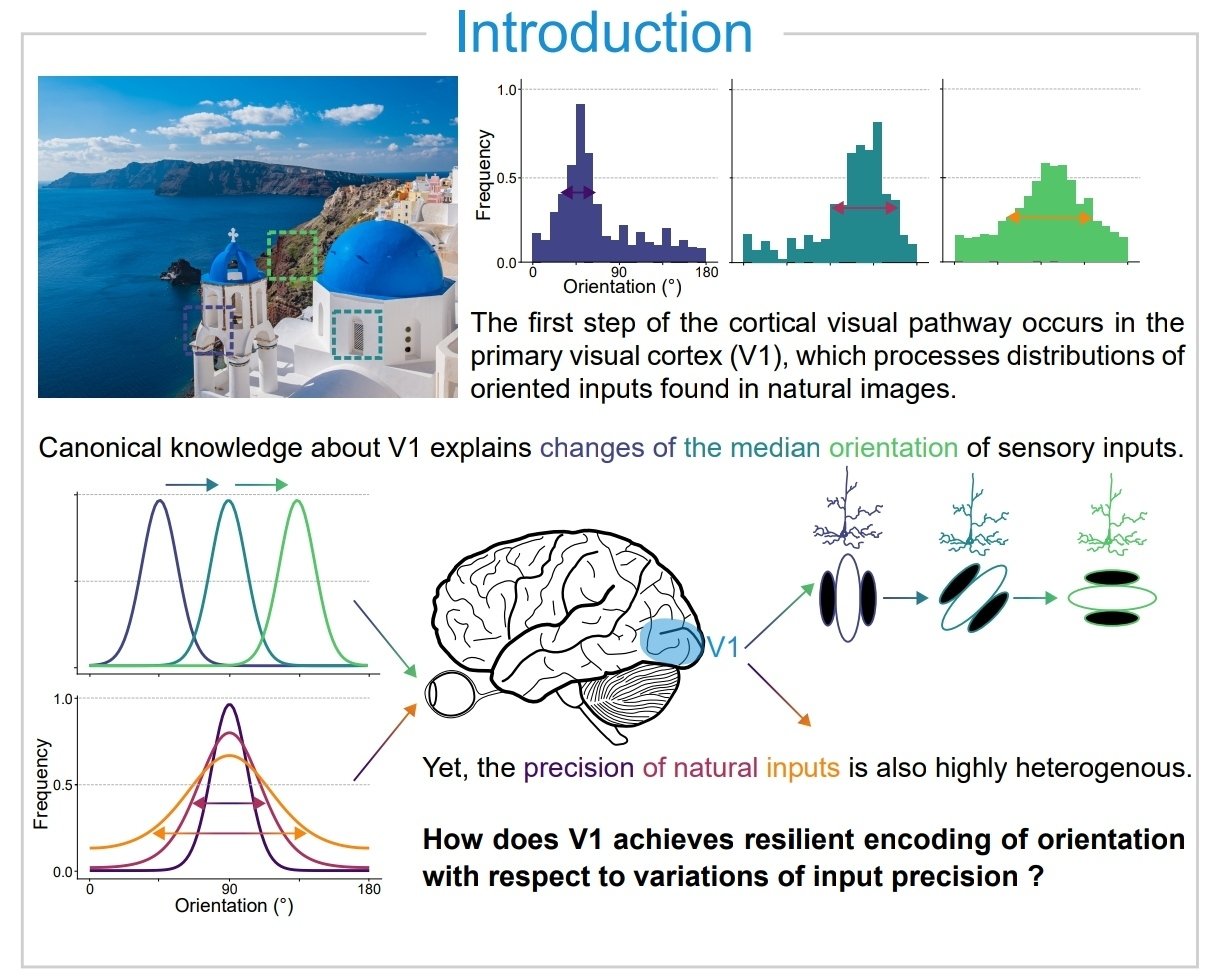 Introduction
1.0
0.5
0.0
Frequency
0 90 180
Orientation (°)
The first step of the cortical visual pathway occurs in the
primary visual cortex (V1), which processes distributions of
oriented inputs found in natural images.
Canonical knowledge about V1 explains changes of the median orientation of sensory inputs.
V1
1.0
0.5
0.0
Frequency
0 90 180
Orientation (°)
Yet, the precision of natural inputs is also highly heterogenous.
How does V1 achieves resilient encoding of orientation
with respect to variations of input precision ?